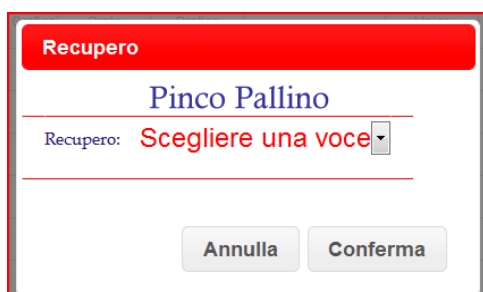 Recupero
Pinco Pallino
Recupero: Scegliere una voce
Annulla Conferma